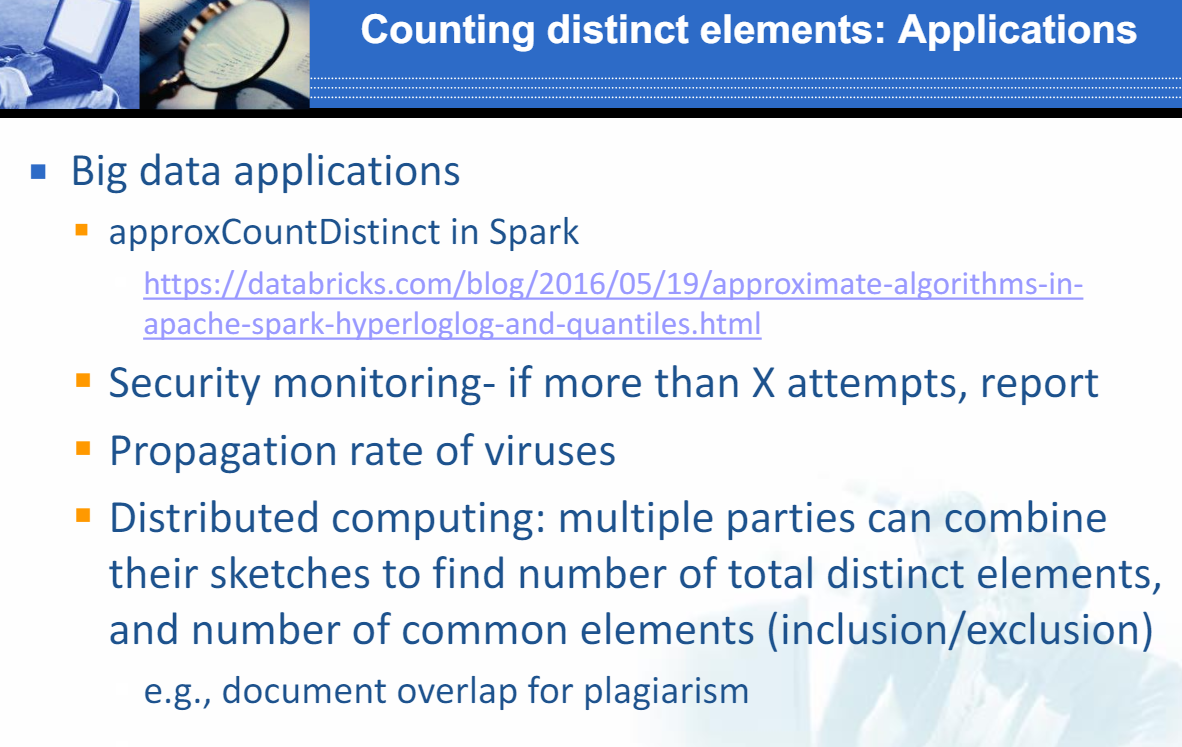 Counting distinct elements: Applications
Big data applications
approxCountDistinct in Spark
https://databricks.com/blog/2016/05/19/approximate-algorithms-in-
apache-spark-hyperloglog-and-quantiles.html
Security monitoring- if more than X attempts, report
Propagation rate of viruses
Distributed computing: multiple parties can combine
their sketches to find number of total distinct elements,
and number of common elements (inclusion/exclusion)
e.g., document overlap for plagiarism